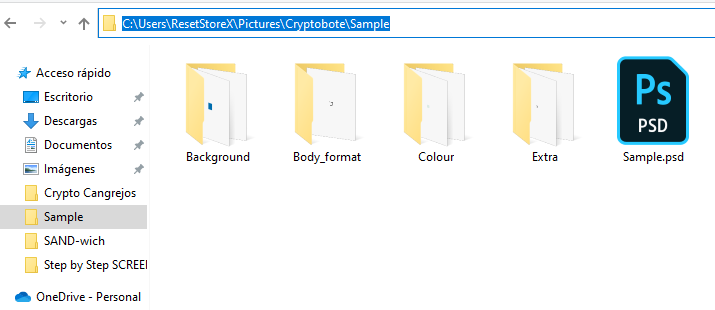 C:\Users\ResetStoreX\Pictures\Cryptobote\Sample
Acceso rápido
Escritorio
Descargas
Documentos
Imágenes
Crypto Cangrejos
Sample
SAND-wich
Step by Step SCREE
OneDrive - Personal
Background
Body_format
Colour
Extra
Ps
PSD
Sample.psd